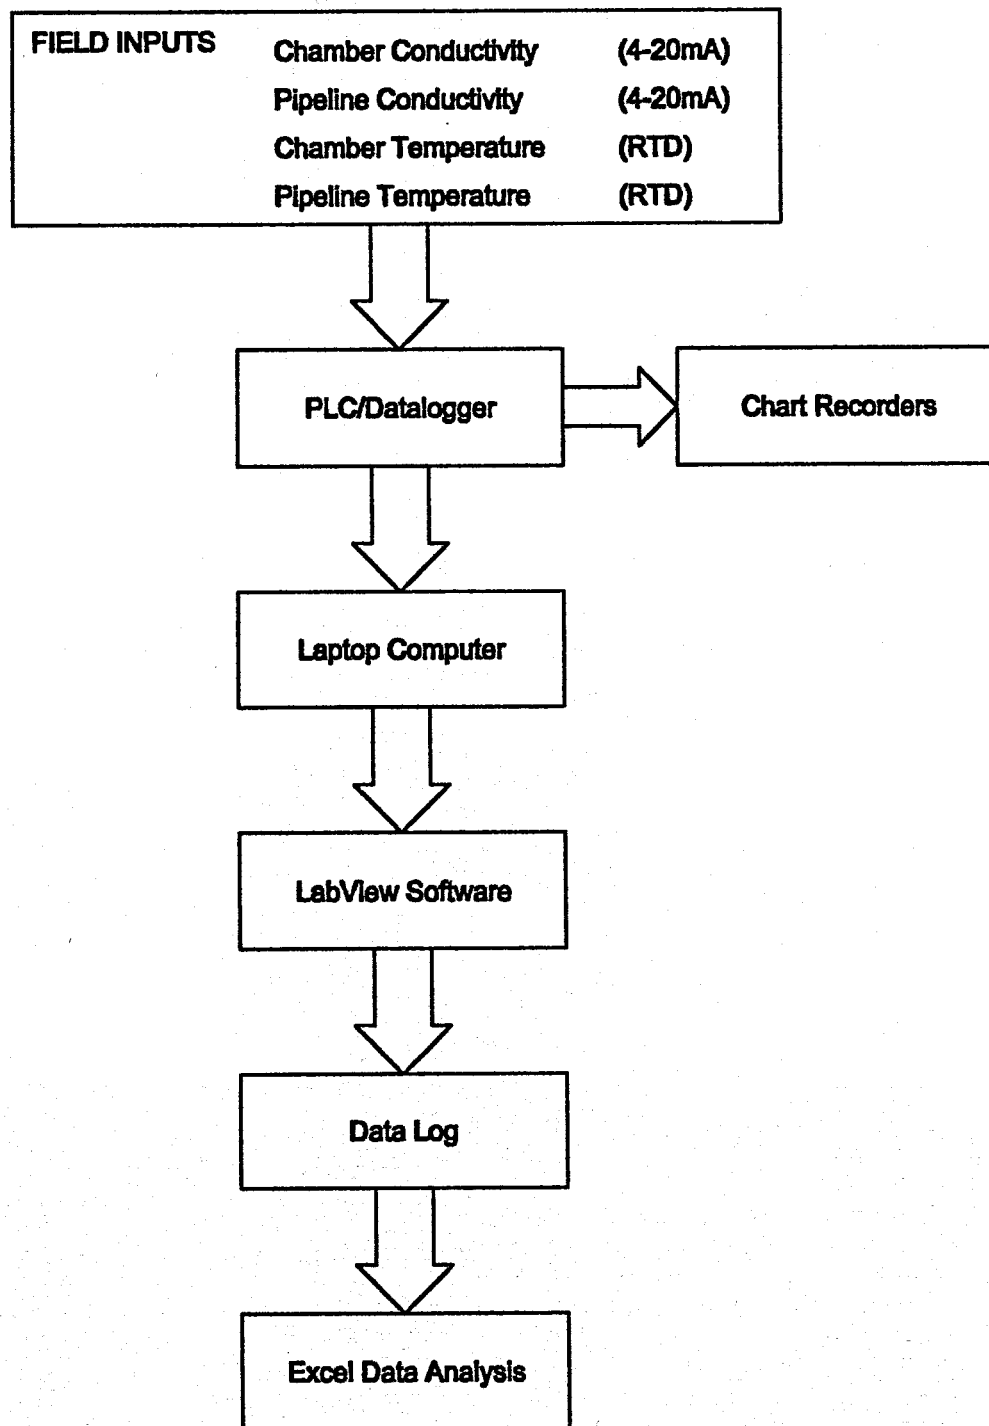 FIELD INPUTS Chamber Conductivity (4-20mA)
Pipeline Conductivity (4-20mA)
Chamber Temperature (RTD)
Pipeline Temperature (RTD)
PLC/Datalogger
Chart Recorders
Laptop Computer
LabView Software
Data Log
Excel Data Analysis